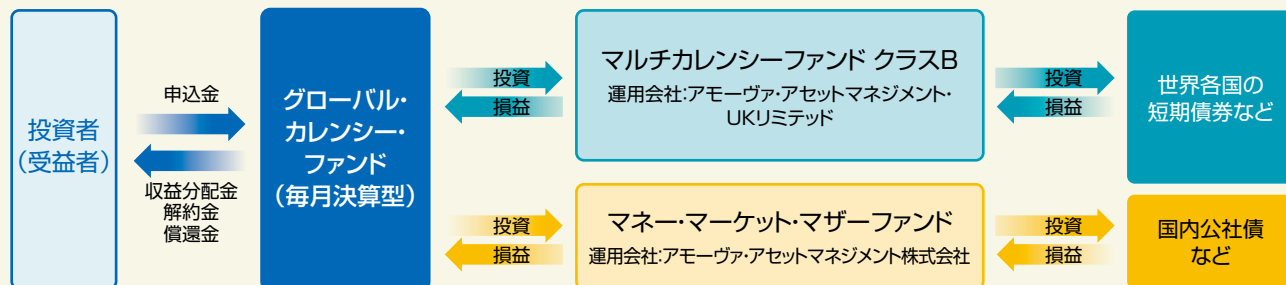 投資者
（受益者）
申込金
収益分配金
解約金
償還金
グローバル・
カレンシー・
ファンド
（毎月決算型）
投資
損益
マルチカレンシーファンド クラスB
運用会社：アモーヴァ・アセットマネジメント・
UKリミテッド
投資
損益
世界各国の
短期債券など
投資
損益
マネー・マーケット・マザーファンド
運用会社：アモーヴァ・アセットマネジメント株式会社
投資
損益
国内公社債
など